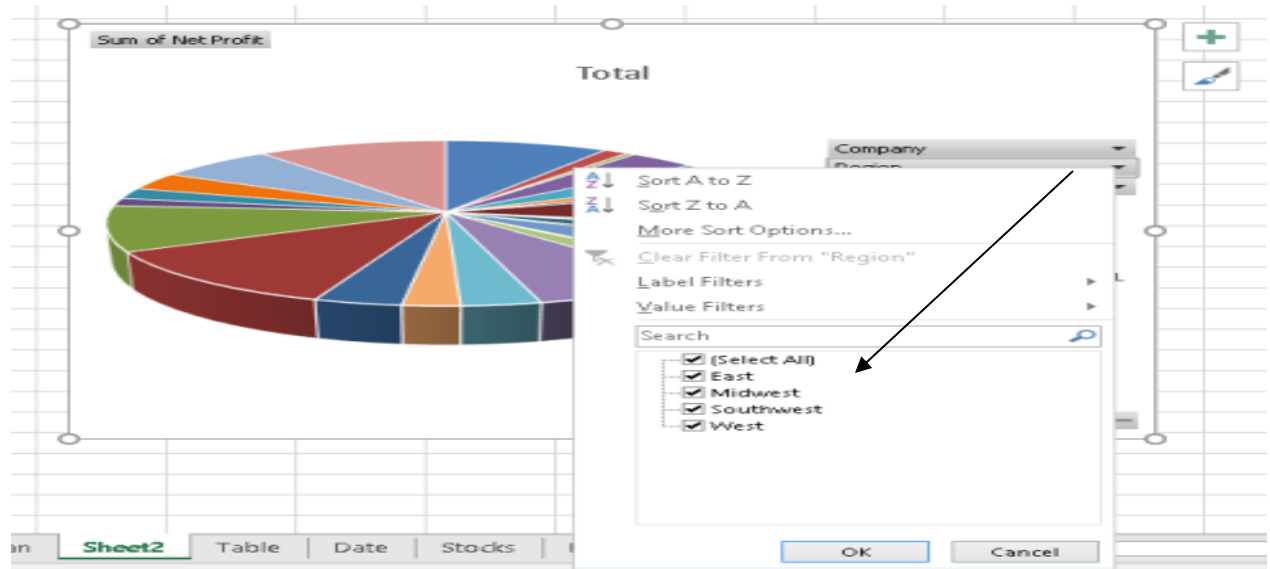 Sum of Net Profit
Total
Company
Region
Sort A to Z
Sort Z to A
More Sort Options...
Clear Filter From "Region"
Label Filters
L
Value Filters
Search
(Select All)
East
Midwest
Southwest
West
OK
Cancel
an
Sheet2
Table
Date
Stocks